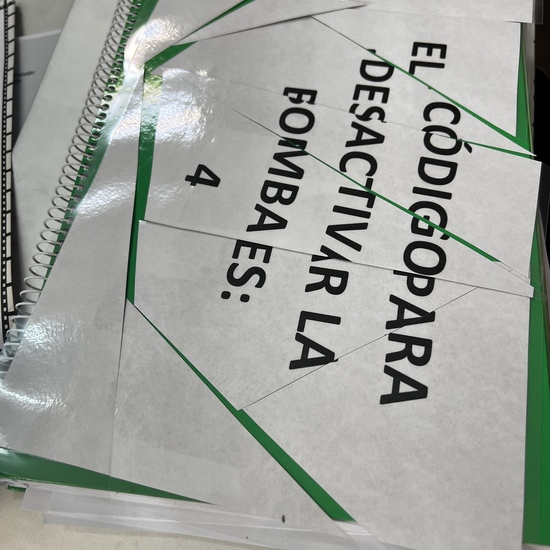 EL CÓDIGO PARA
DESACTIVAR LA
BOMBA ES:
4